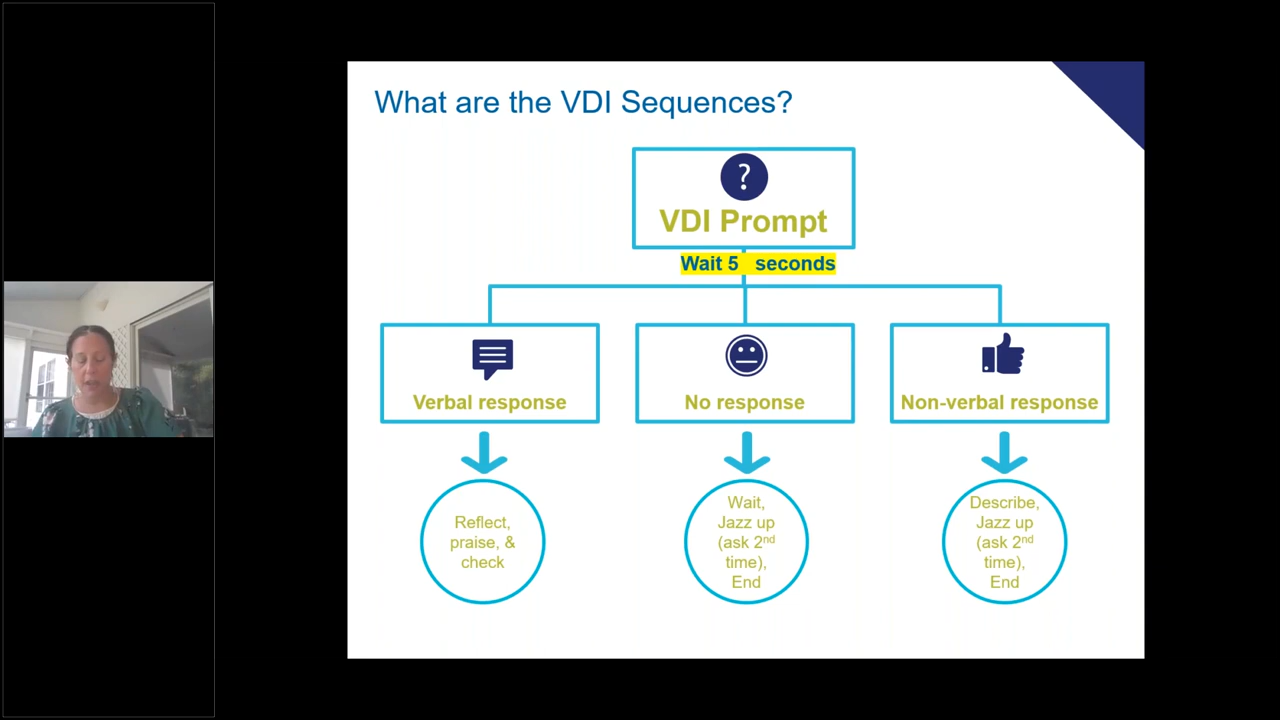 What are the VDI Sequences?
?
VDI Prompt
Wait 5 seconds
Verbal response
No response
Non-verbal response
Reflect,
praise, &
check
Wait,
Jazz up
(ask 2nd
time),
End
Describe,
Jazz up
(ask 2nd
time),
End